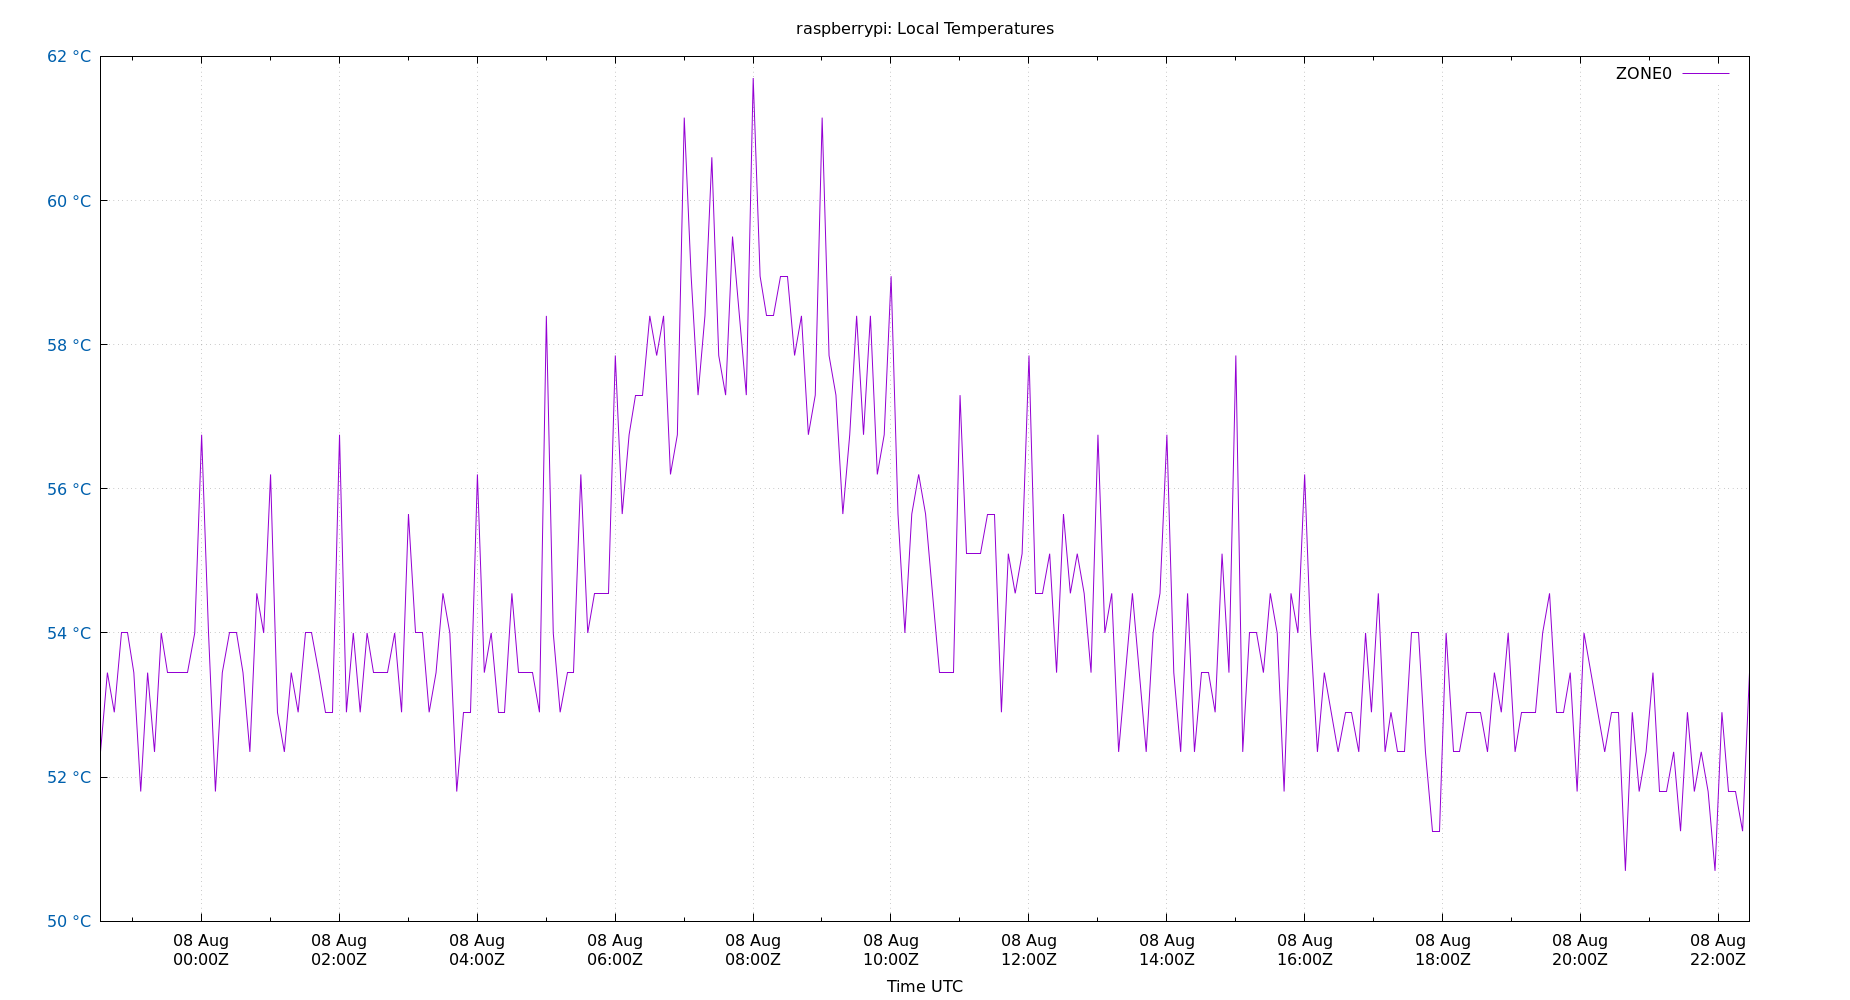 raspberrypi: Local Temperatures
ZONE0
62 °C
60 °C
58 °C
56 °C
54 °C
52 °C
50 °C
08 Aug 08 Aug 08 Aug 08 Aug 08 Aug 08 Aug 08 Aug 08 Aug 08 Aug 08 Aug 08 Aug 08 Aug
00:00Z 02:00Z 04:00Z 06:00Z 08:00Z 10:00Z 12:00Z 14:00Z 16:00Z 18:00Z 20:00Z 22:00Z
Time UTC